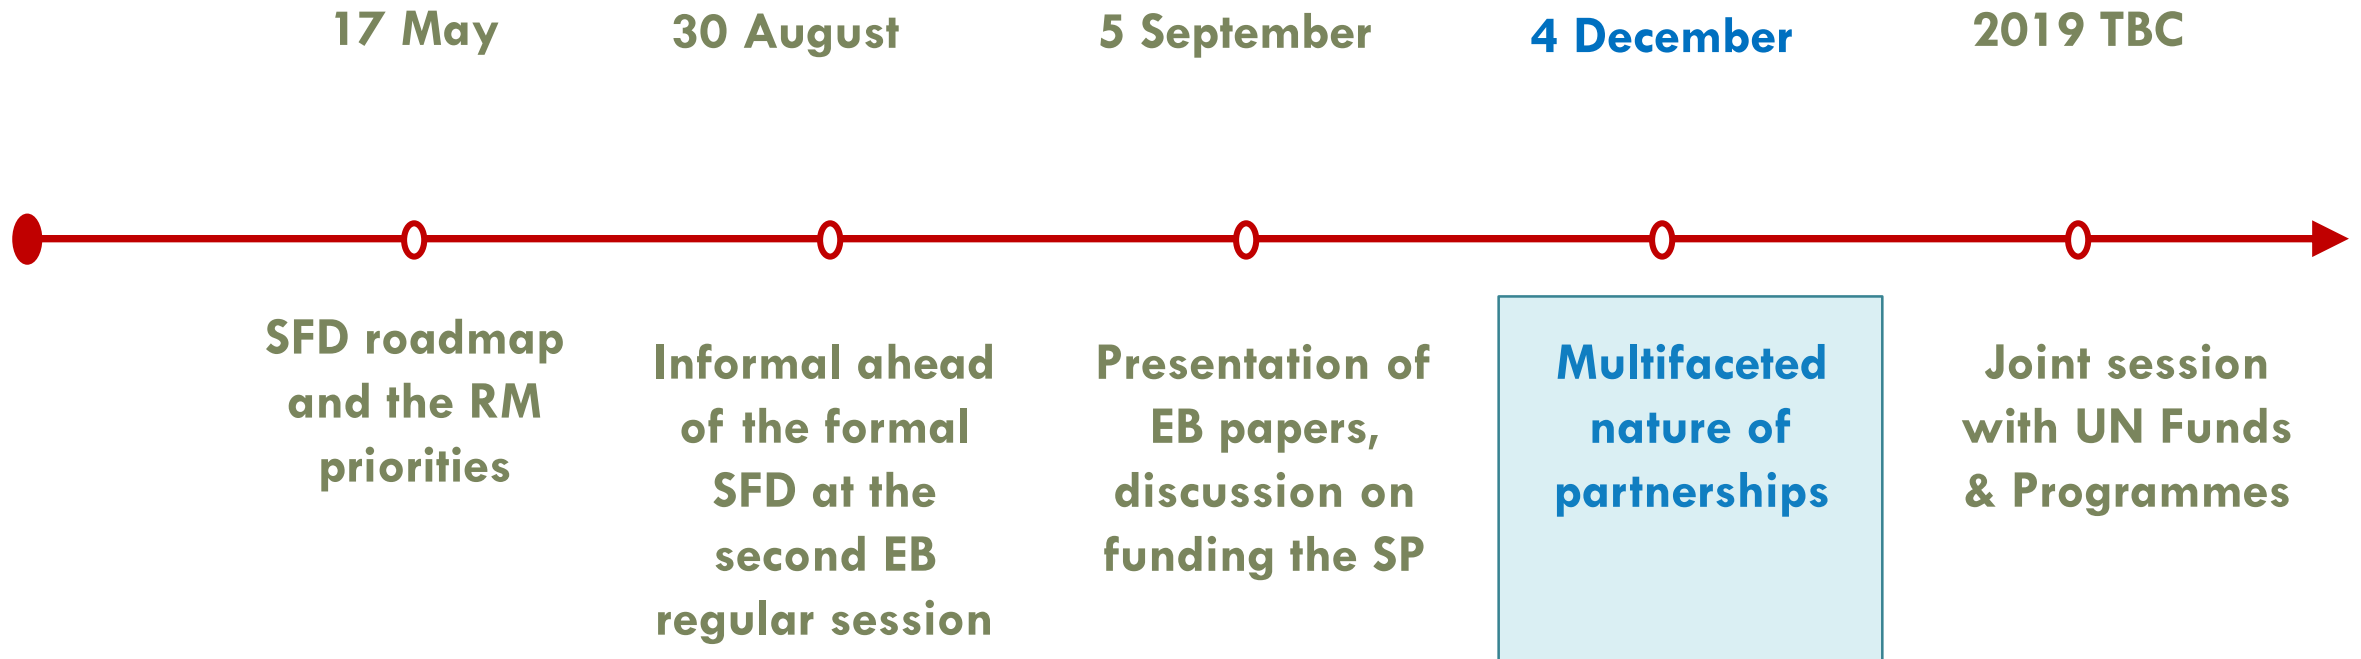 17 May
30 August
5 September
4 December
2019 TBC
SFD roadmap
and the RM
priorities
Informal ahead
of the formal
SFD at the
second EB
regular session
Presentation of
EB papers,
discussion on
funding the SP
Multifaceted
nature of
partnerships
Joint session
with UN Funds
& Programmes